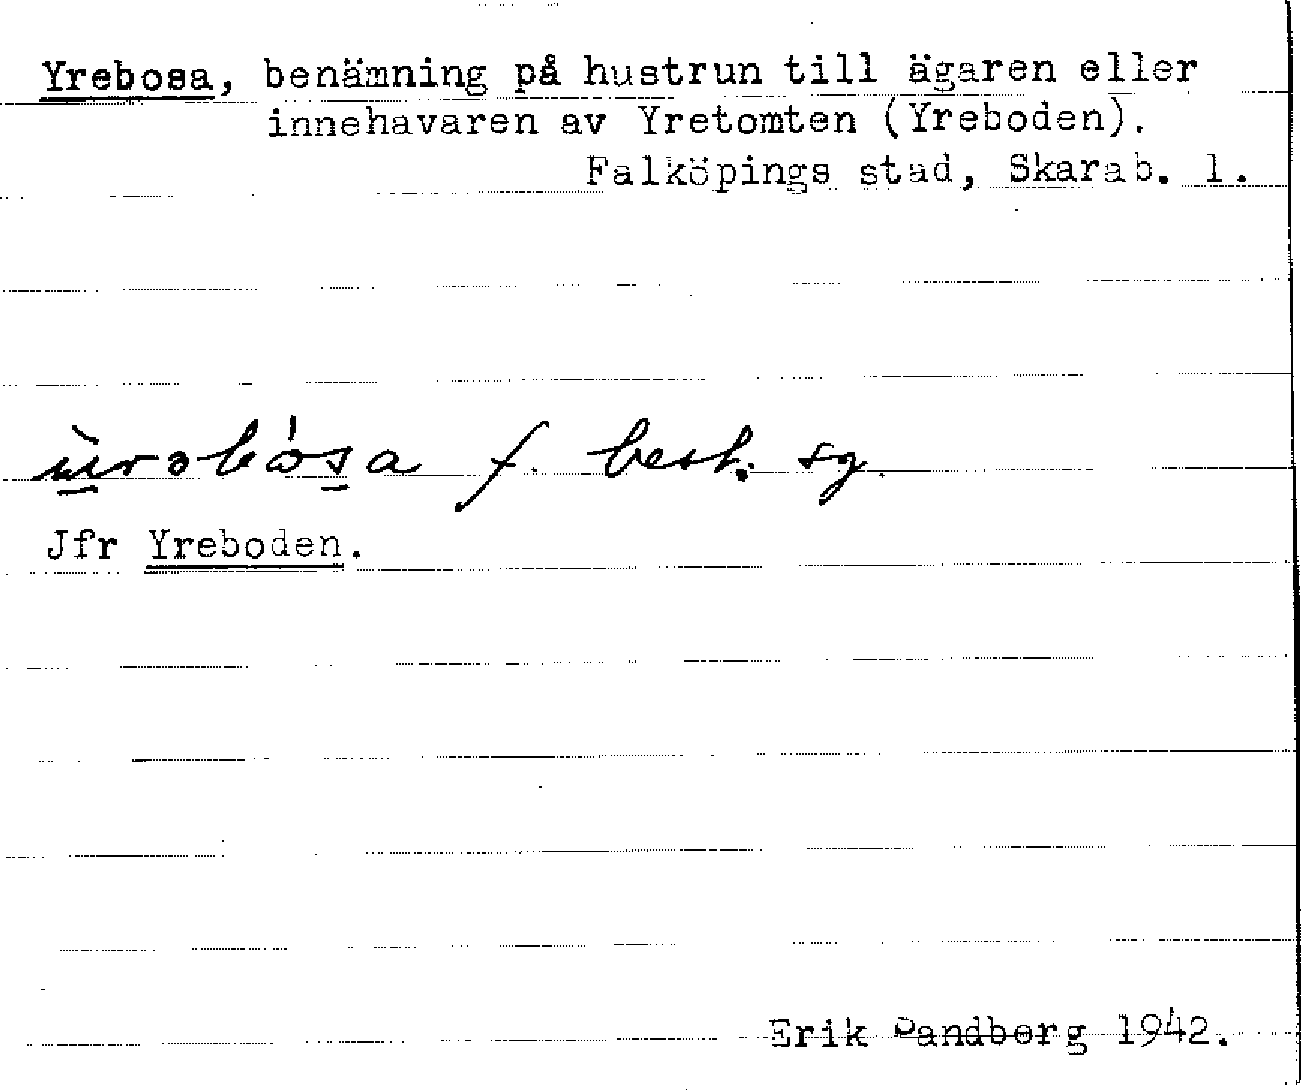 Yrebosa, benämning på hustrun till ägaren eller
innehavaren av Yretomten (Yreboden).
Falköpings stad, Skarab. l.
f. best. sg.
Jfr Yreboden.
Erik Sandberg 1942.